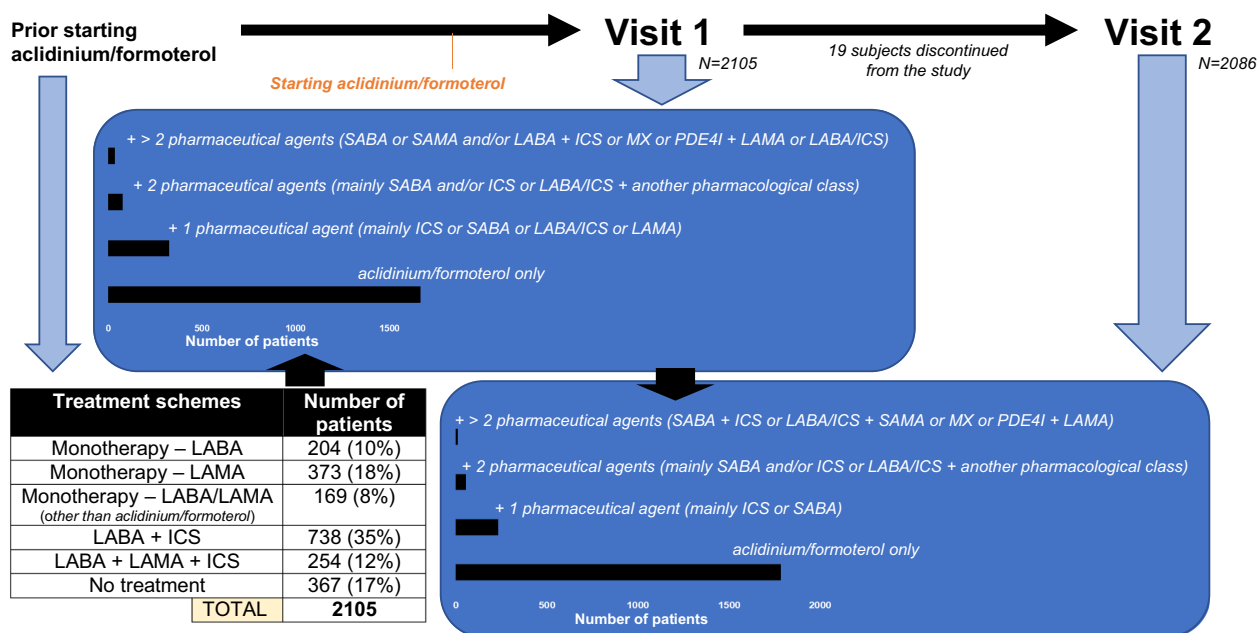 Prior starting
aclidinium/formoterol
Starting aclidinium/formoterol
Visit 1
N=2105
19 subjects discontinued
from the study
Visit 2
N=2086
+ > 2 pharmaceutical agents (SABA or SAMA and/or LABA + ICS or MX or PDE4I + LAMA or LABA/ICS)
+ 2 pharmaceutical agents (mainly SABA and/or ICS or LABA/ICS + another pharmacological class)
+ 1 pharmaceutical agent (mainly ICS or SABA or LABA/ICS or LAMA)
aclidinium/formoterol only
0 500 1000 1500
Number of patients
Treatment schemes Number of
patients
Monotherapy – LABA 204 (10%)
Monotherapy – LAMA 373 (18%)
Monotherapy – LABA/LAMA 169 (8%)
(other than aclidinium/formoterol)
LABA + ICS 738 (35%)
LABA + LAMA + ICS 254 (12%)
No treatment 367 (17%)
TOTAL 2105
+ > 2 pharmaceutical agents (SABA + ICS or LABA/ICS + SAMA or MX or PDE4I + LAMA)
+ 2 pharmaceutical agents (mainly SABA and/or ICS or LABA/ICS + another pharmacological class)
+ 1 pharmaceutical agent (mainly ICS or SABA)
aclidinium/formoterol only
0 500 1000 1500 2000
Number of patients